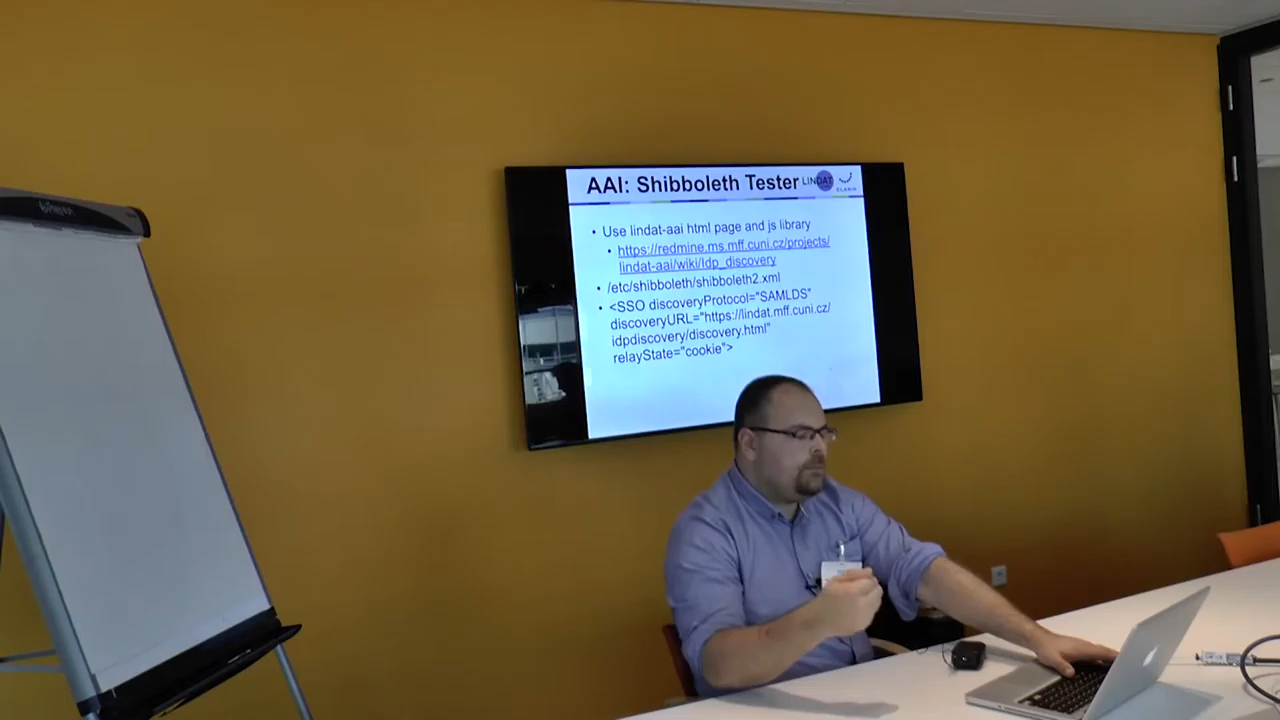 AAI: Shibboleth Tester
LINDAT
CLARIN
• Use lindat-aai html page and js library
• https://redmine.ms.mff.cuni.cz/projects/
lindat-aai/wiki/Idp_discovery
• /etc/shibboleth/shibboleth2.xml
• <SSO discoveryProtocol="SAMLDS"
discoveryURL="https://lindat.mff.cuni.cz/
idpdiscovery/discovery.html"
relayState="cookie">